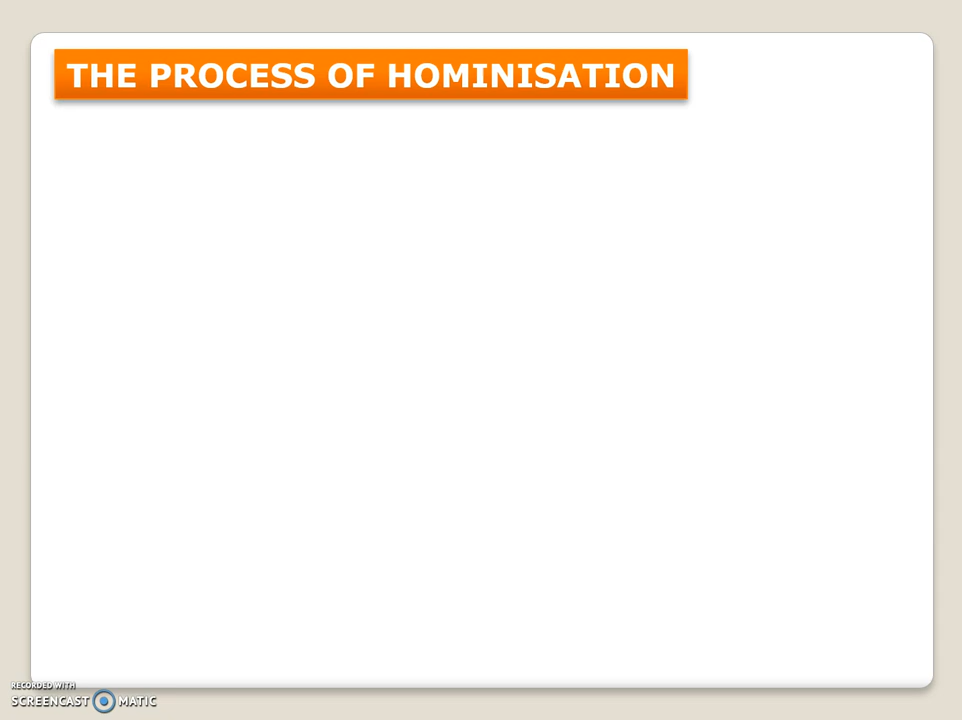 THE PROCESS OF HOMINISATION
RECORDED WITH
SCREENCAST MATIC